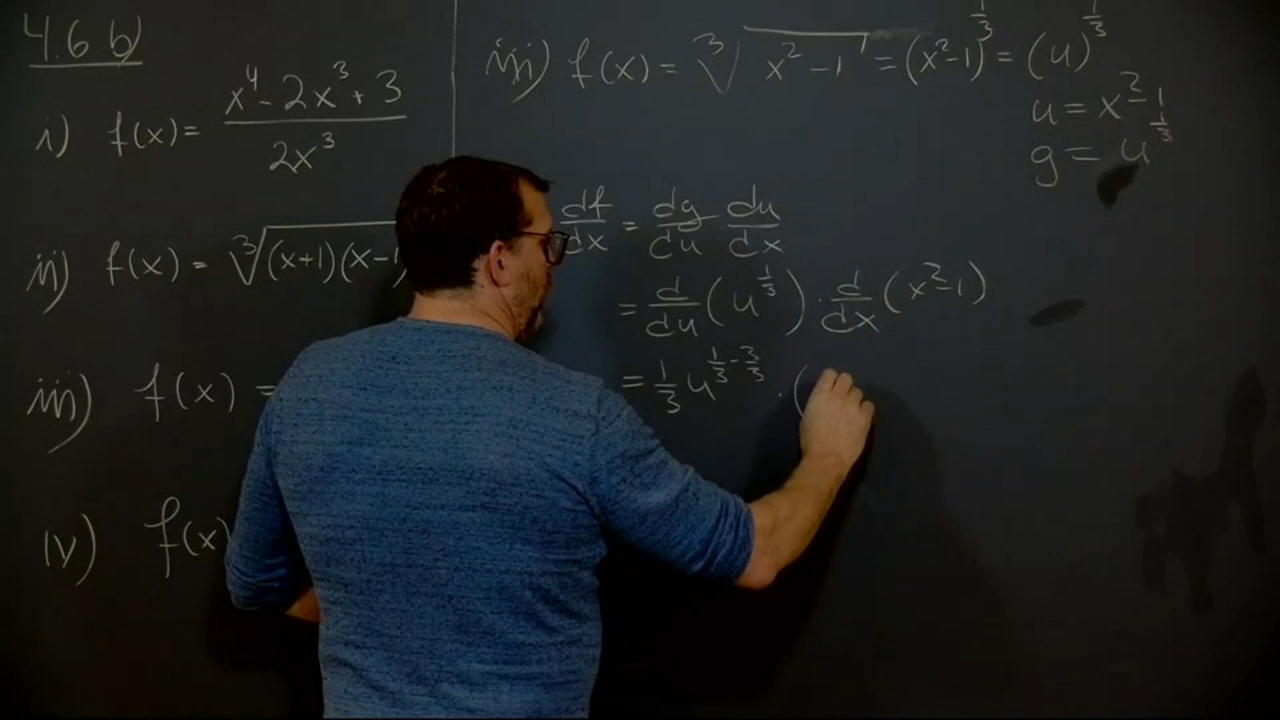 4.6 b)
i) f(x) = (x⁴ - 2x³ + 3)/(2x³)
ii) f(x) = ∛((x+1)(x-1
iii) f(x) =
iv) f(x)
iii) f(x) = ∛(x² - 1) = (x²-1)^(1/3) = (u)^(1/3)
u = x² - 1
g = u^(1/3)
df/dx = dg/du · du/dx
= d/du (u^(1/3)) · d/dx (x² - 1)
= 1/3 u^(1/3 - 3/3) · (